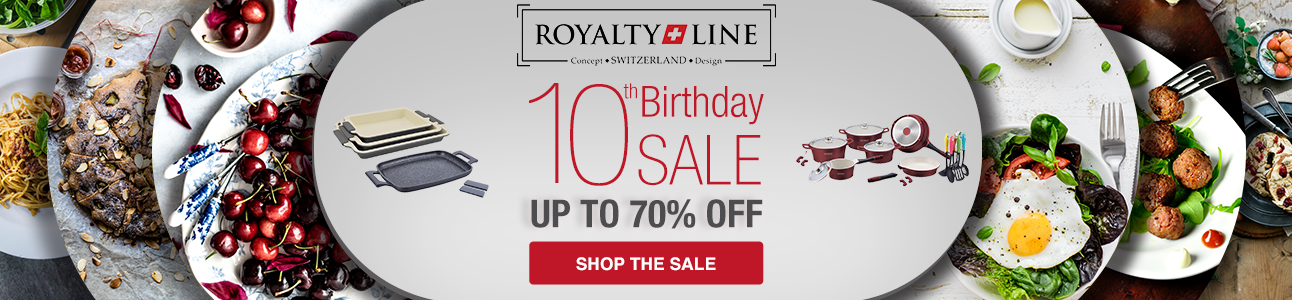 ROYALTY LINE
Concept • SWITZERLAND • Design
10th Birthday
SALE
UP TO 70% OFF
SHOP THE SALE